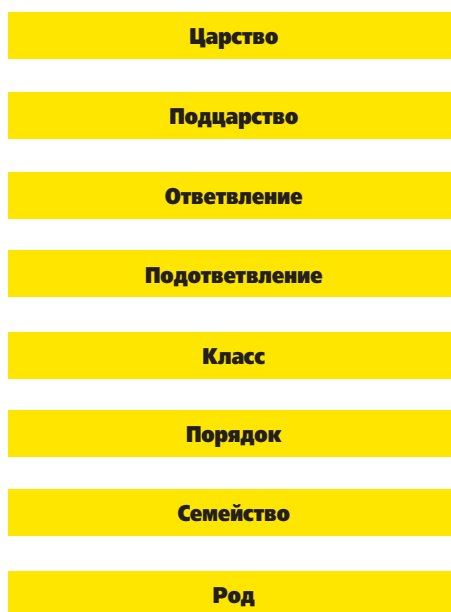 Царство
Подцарство
Ответвление
Подответвление
Класс
Порядок
Семейство
Род